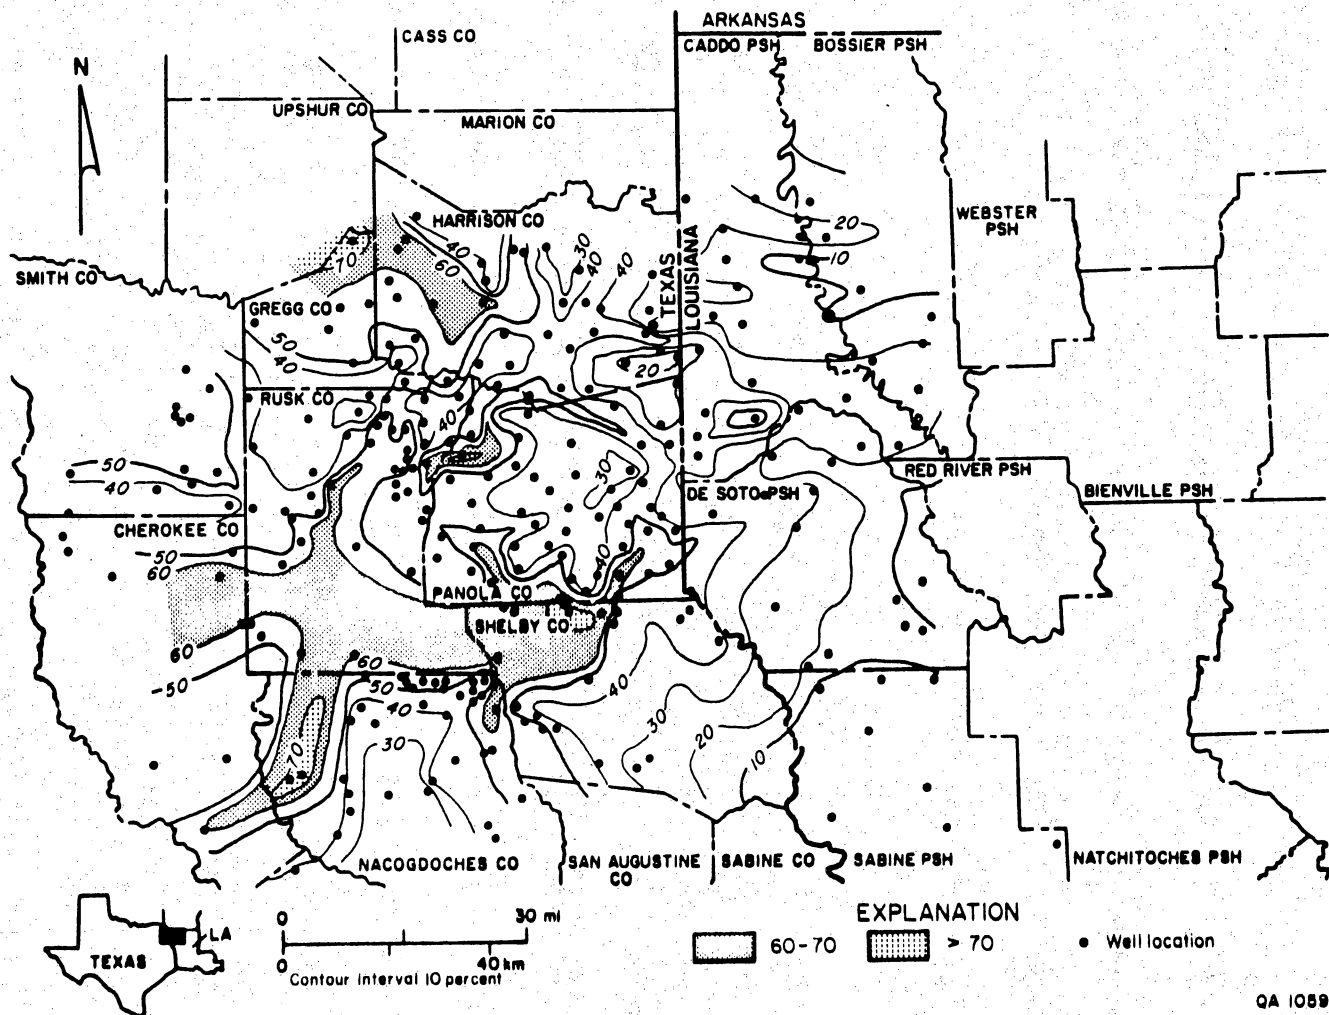 ARKANSAS
CASS CO
CADDO PSH
BOSSIER PSH
N
UPSHUR CO
MARION CO
HARRISON CO
WEBSTER
PSH
20
40
30
60
40
40
10
TEXAS
LOUISIANA
70
SMITH CO
GREGG CO
50
40
20
RUSK CO
40
50
30
40
RED RIVER PSH
DE SOTO PSH
BIENVILLE PSH
CHEROKEE CO
50
60
40
PANOLA CO
SHELBY CO
60
60
50
50
40
40
30
30
20
10
70
NACOGDOCHES CO
SAN AUGUSTINE
CO
SABINE CO
SABINE PSH
NATCHITOCHES PSH
TEXAS
LA
0
30 mi
0
40 km
Contour interval 10 percent
EXPLANATION
60-70
> 70
Well location
QA 1059